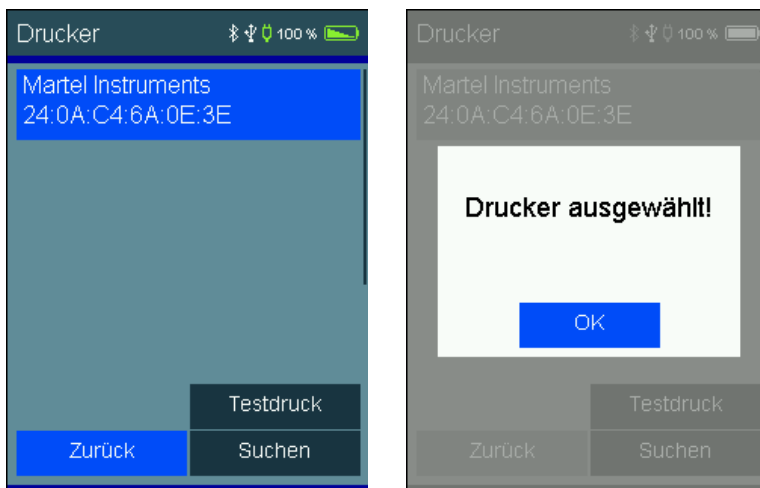 Drucker 100 %
Martel Instruments
24:0A:C4:6A:0E:3E
Testdruck
Zurück Suchen
Drucker 100 %
Martel Instruments
24:0A:C4:6A:0E:3E
Drucker ausgewählt!
OK
Testdruck
Zurück Suchen